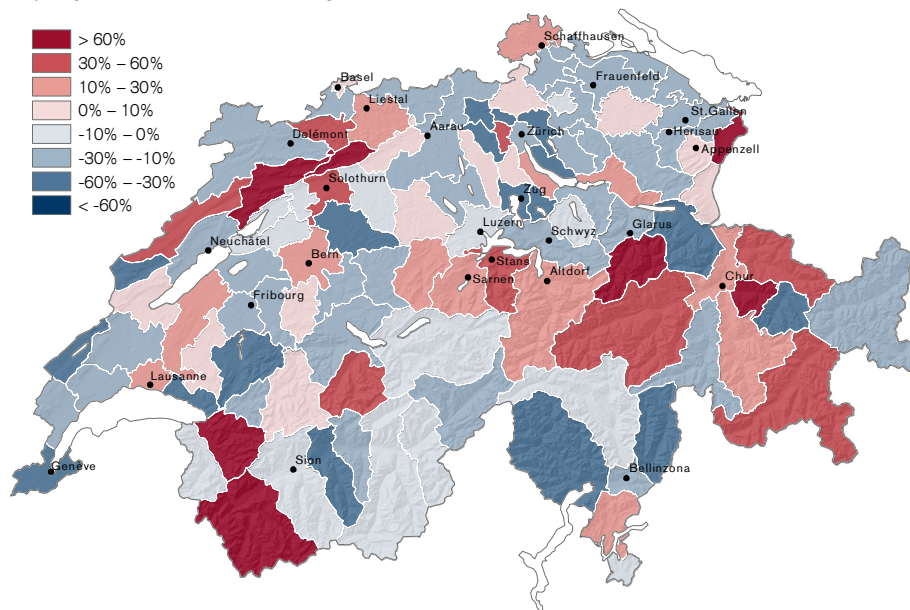 > 60%
30% – 60%
10% – 30%
0% – 10%
-10% – 0%
-30% – -10%
-60% – -30%
< -60%
Schaffhausen
Basel
Frauenfeld
Liestal
St.Gallen
Delémont
Aarau
Zürich
Herisau
Appenzell
Solothurn
Zug
Luzern
Glarus
Neuchâtel
Schwyz
Bern
Stans
Sarnen
Altdorf
Chur
Fribourg
Lausanne
Sion
Genève
Bellinzona